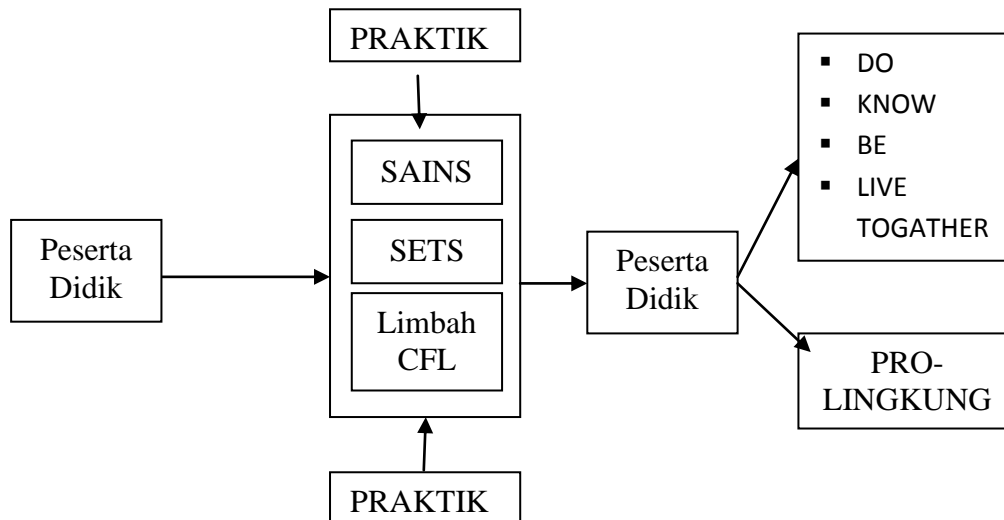 PRAKTIK
SAINS
SETS
Limbah
CFL
PRAKTIK
Peserta
Didik
Peserta
Didik
▪ DO
▪ KNOW
▪ BE
▪ LIVE
TOGATHER
PRO-
LINGKUNG